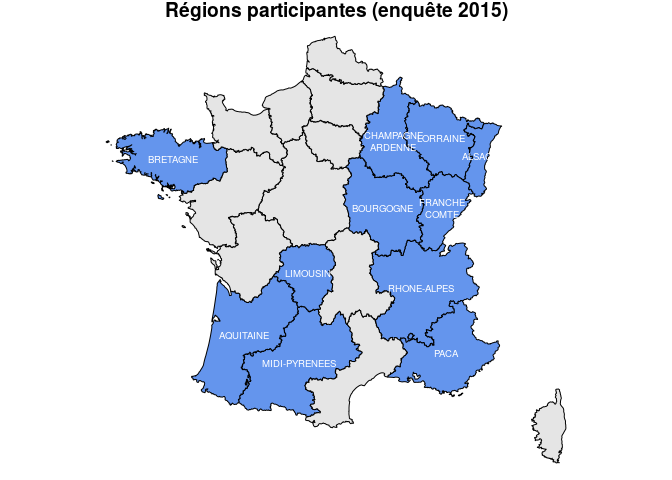 Régions participantes (enquête 2015)
CHAMPAGNE
ARDENNE
LORRAINE
ALSACE
BRETAGNE
BOURGOGNE
FRANCHE
COMTE
LIMOUSIN
RHONE-ALPES
AQUITAINE
MIDI-PYRENEES
PACA